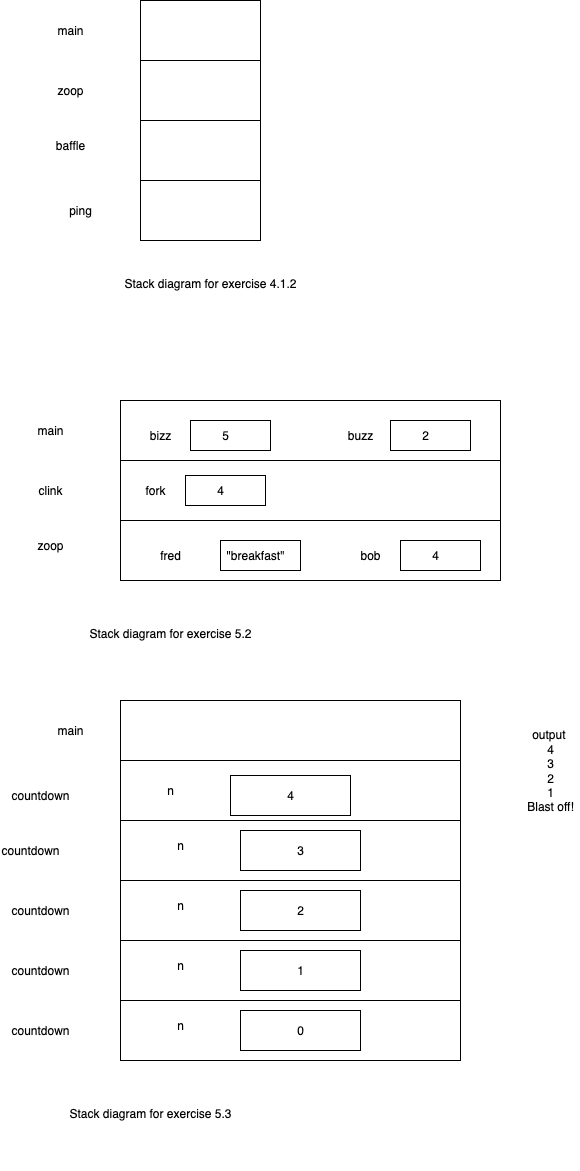 main
zoop
baffle
ping
Stack diagram for exercise 4.1.2
main bizz 5 buzz 2
clink fork 4
zoop fred "breakfast" bob 4
Stack diagram for exercise 5.2
main
countdown n 4
countdown n 3
countdown n 2
countdown n 1
countdown n 0
output
4
3
2
1
Blast off!
Stack diagram for exercise 5.3